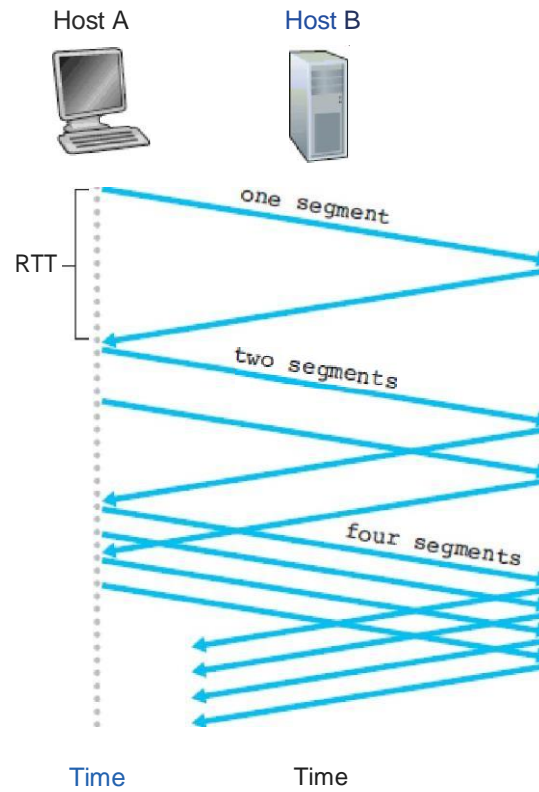 Host A Host B
one segment
RTT
two segments
four segments
Time Time